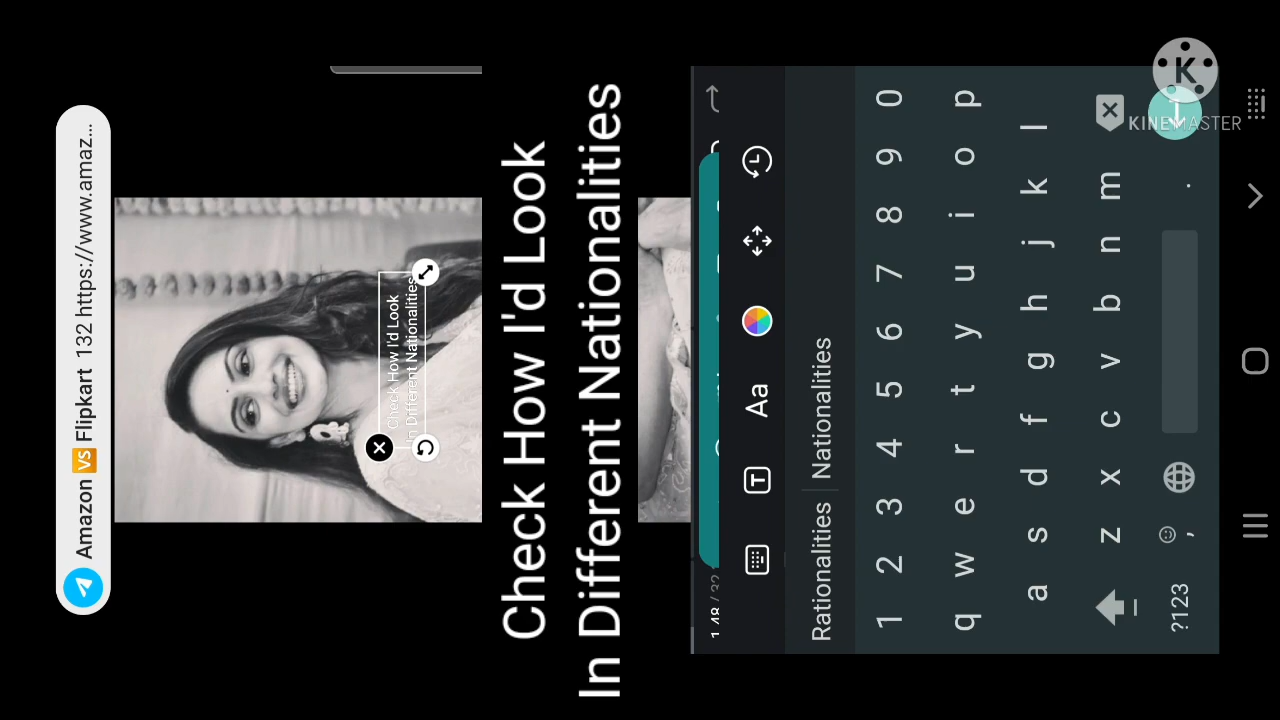 Amazon VS Flipkart 132 https://www.amaz...
Check How I'd Look
In Different Nationalities
Check How I'd Look
In Different Nationalities
Aa
T
Rationalities Nationalities
1 2 3 4 5 6 7 8 9 0
q w e r t y u i o p
a s d f g h j k l
z x c v b n m
?123 , .
K
KINEMASTER